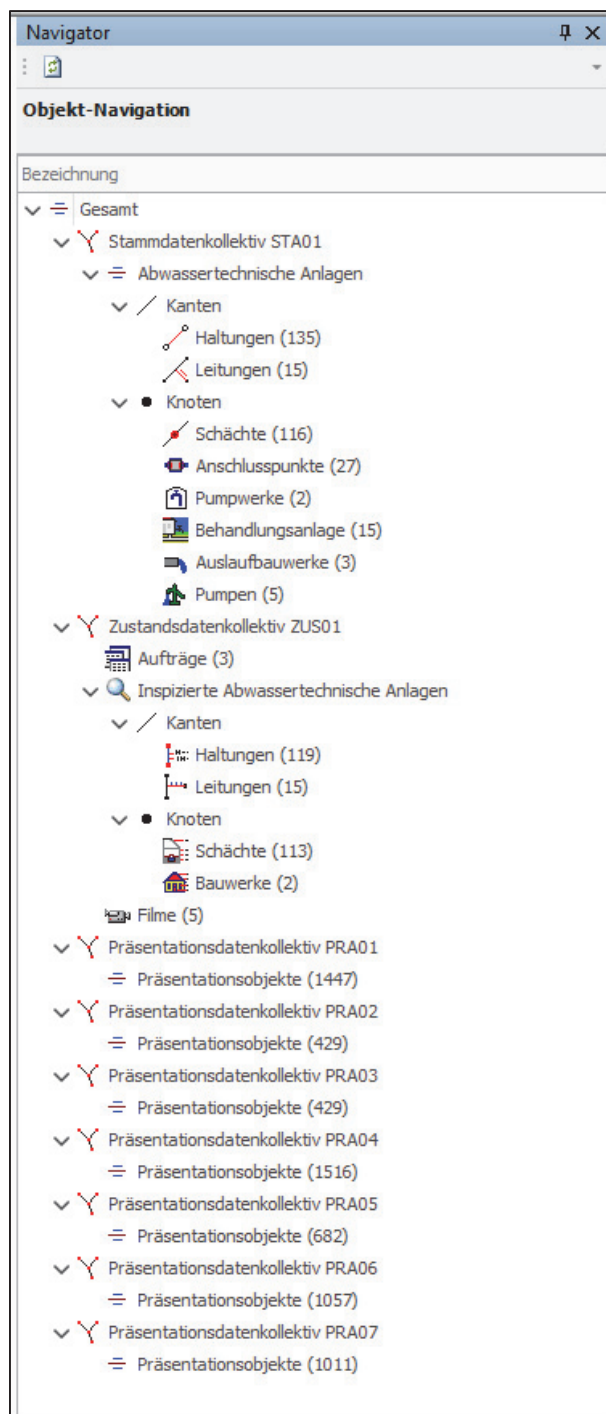 Navigator
Objekt-Navigation
Bezeichnung
Gesamt
Stammdatenkollektiv STA01
Abwassertechnische Anlagen
Kanten
Haltungen (135)
Leitungen (15)
Knoten
Schächte (116)
Anschlusspunkte (27)
Pumpwerke (2)
Behandlungsanlage (15)
Auslaufbauwerke (3)
Pumpen (5)
Zustandsdatenkollektiv ZUS01
Aufträge (3)
Inspizierte Abwassertechnische Anlagen
Kanten
Haltungen (119)
Leitungen (15)
Knoten
Schächte (113)
Bauwerke (2)
Filme (5)
Präsentationsdatenkollektiv PRA01
Präsentationsobjekte (1447)
Präsentationsdatenkollektiv PRA02
Präsentationsobjekte (429)
Präsentationsdatenkollektiv PRA03
Präsentationsobjekte (429)
Präsentationsdatenkollektiv PRA04
Präsentationsobjekte (1516)
Präsentationsdatenkollektiv PRA05
Präsentationsobjekte (682)
Präsentationsdatenkollektiv PRA06
Präsentationsobjekte (1057)
Präsentationsdatenkollektiv PRA07
Präsentationsobjekte (1011)